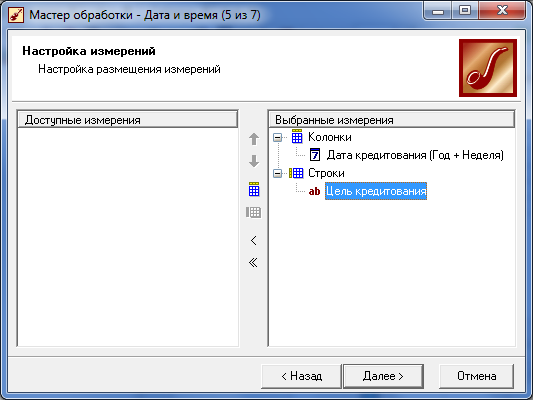 Мастер обработки - Дата и время (5 из 7)
Настройка измерений
Настройка размещения измерений
Доступные измерения
Выбранные измерения
Колонки
7 Дата кредитования (Год + Неделя)
Строки
ab Цель кредитования
< Назад
Далее >
Отмена